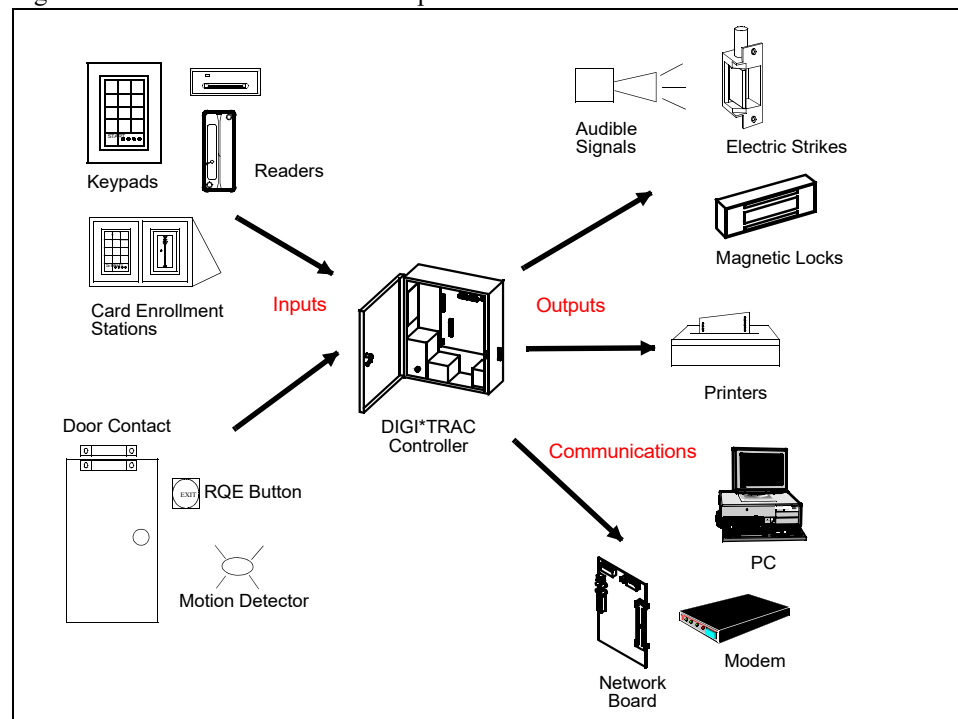 Keypads
Readers
Card Enrollment
Stations
Inputs
Door Contact
EXIT
RQE Button
Motion Detector
DIGI*TRAC
Controller
Audible
Signals
Electric Strikes
Magnetic Locks
Outputs
Printers
Communications
PC
Modem
Network
Board